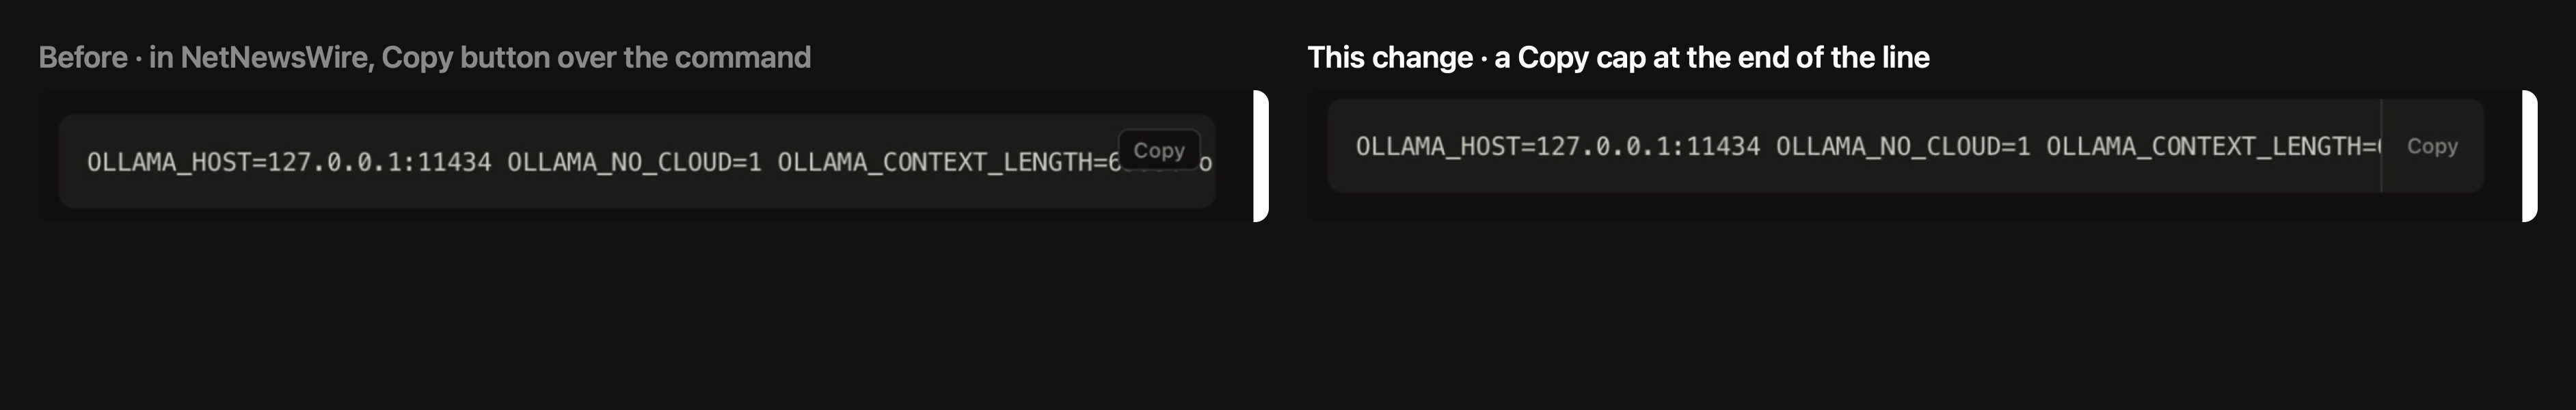 Before · in NetNewsWire, Copy button over the command
OLLAMA_HOST=127.0.0.1:11434 OLLAMA_NO_CLOUD=1 OLLAMA_CONTEXT_LENGTH=6
Copy
This change · a Copy cap at the end of the line
OLLAMA_HOST=127.0.0.1:11434 OLLAMA_NO_CLOUD=1 OLLAMA_CONTEXT_LENGTH=
Copy